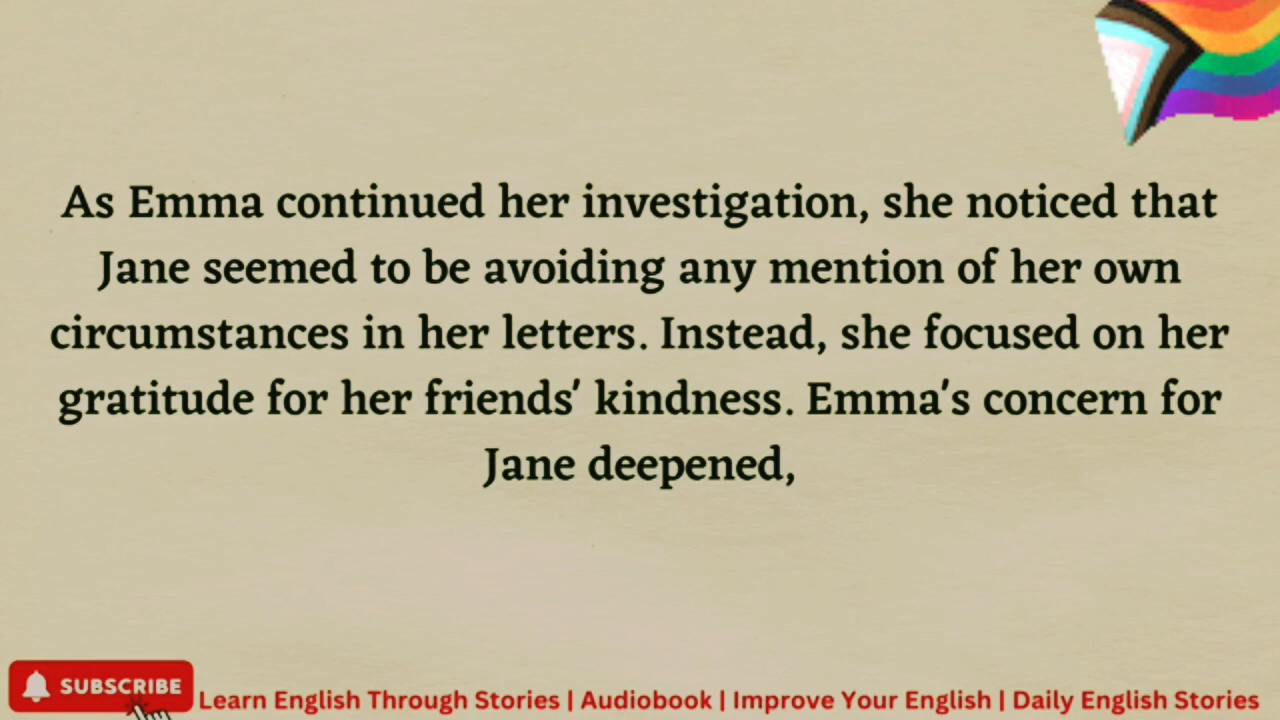 As Emma continued her investigation, she noticed that
Jane seemed to be avoiding any mention of her own
circumstances in her letters. Instead, she focused on her
gratitude for her friends' kindness. Emma's concern for
Jane deepened,
SUBSCRIBE
Learn English Through Stories | Audiobook | Improve Your English | Daily English Stories